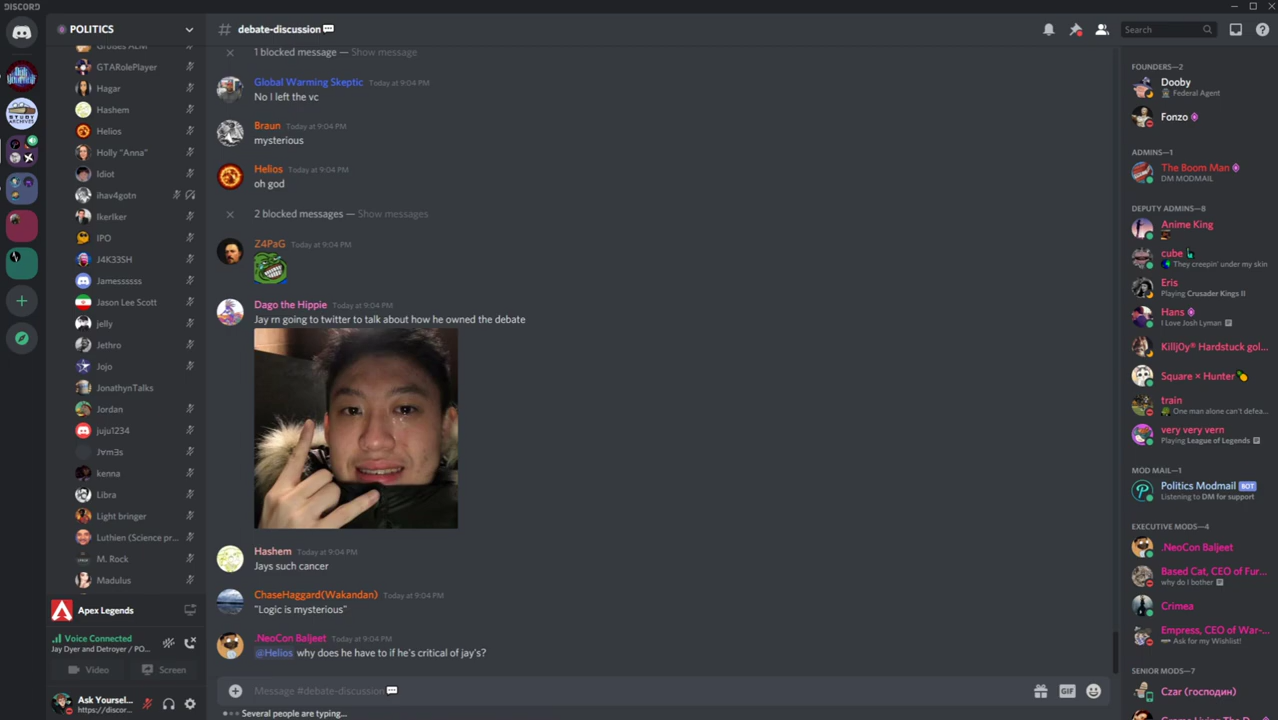 DISCORD
POLITICS
GTARolePlayer
Hagar
Hashem
Helios
Holly "Anna"
Idiot
ihav4gotn
IkerIker
IPO
J4K33SH
Jamessssss
Jason Lee Scott
jelly
Jethro
Jojo
JonathynTalks
Jordan
juju1234
kenna
Libra
Light bringer
Luthien (Science pr...
M. Rock
Madulus
Apex Legends
Voice Connected
Jay Dyer and Detroyer / PO...
Video
Screen
Ask Yoursel...
https://discor...
# debate-discussion
1 blocked message — Show message
Global Warming Skeptic Today at 9:04 PM
No I left the vc
Braun Today at 9:04 PM
mysterious
Helios Today at 9:04 PM
oh god
2 blocked messages — Show messages
Z4PaG Today at 9:04 PM
Dago the Hippie Today at 9:04 PM
Jay rn going to twitter to talk about how he owned the debate
Hashem Today at 9:04 PM
Jays such cancer
ChaseHaggard(Wakandan) Today at 9:04 PM
"Logic is mysterious"
.NeoCon Baljeet Today at 9:04 PM
@Helios why does he have to if he's critical of jay's?
Message #debate-discussion
GIF
Several people are typing...
Search
FOUNDERS—2
Dooby
Federal Agent
Fonzo
ADMINS—1
The Boom Man
DM MODMAIL
DEPUTY ADMINS—8
Anime King
cube
They creepin' under my skin
Eris
Playing Crusader Kings II
Hans
I Love Josh Lyman
Killj0y® Hardstuck gol...
Square × Hunter
train
One man alone can't defea...
very very vern
Playing League of Legends
MOD MAIL—1
Politics Modmail BOT
Listening to DM for support
EXECUTIVE MODS—4
.NeoCon Baljeet
Based Cat, CEO of Fur...
why do I bother
Crimea
Empress, CEO of War-...
Ask for my Wishlist!
SENIOR MODS—7
Czar (господин)